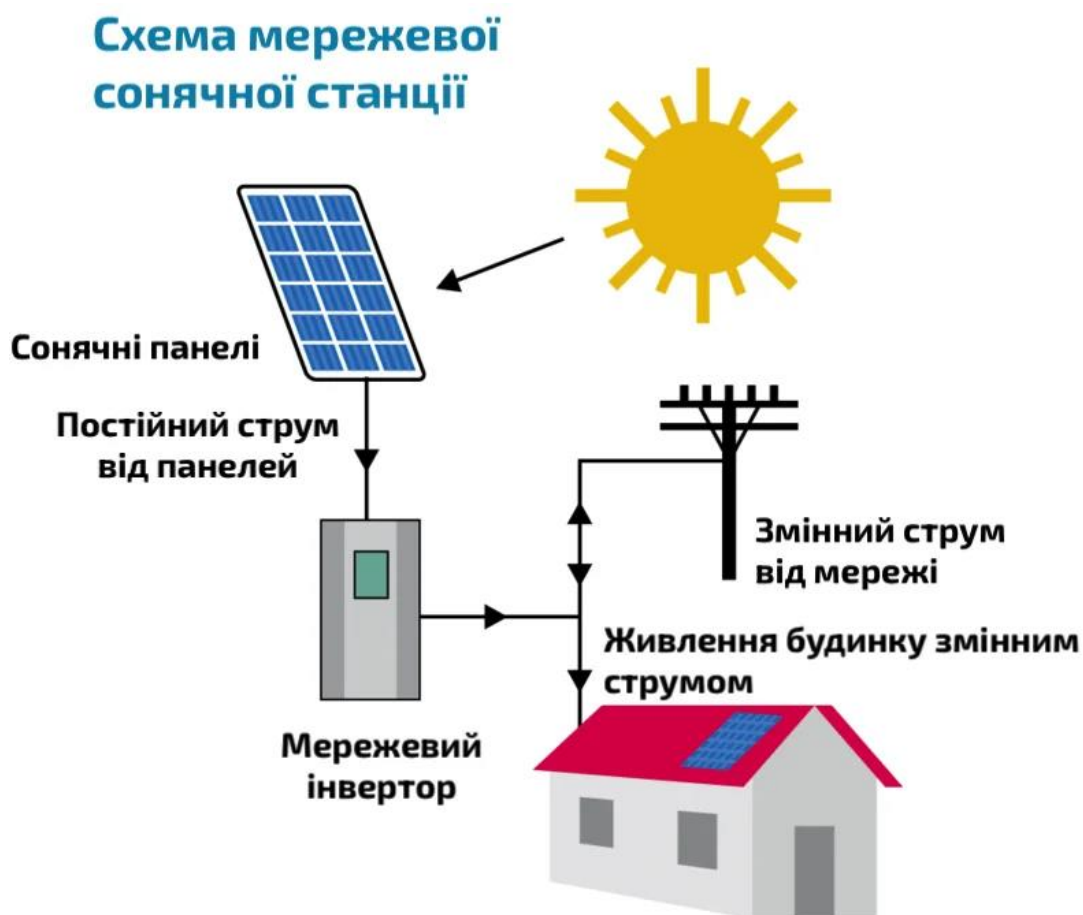 Схема мережевої
сонячної станції
Сонячні панелі
Постійний струм
від панелей
Змінний струм
від мережі
Живлення будинку змінним
струмом
Мережевий
інвертор